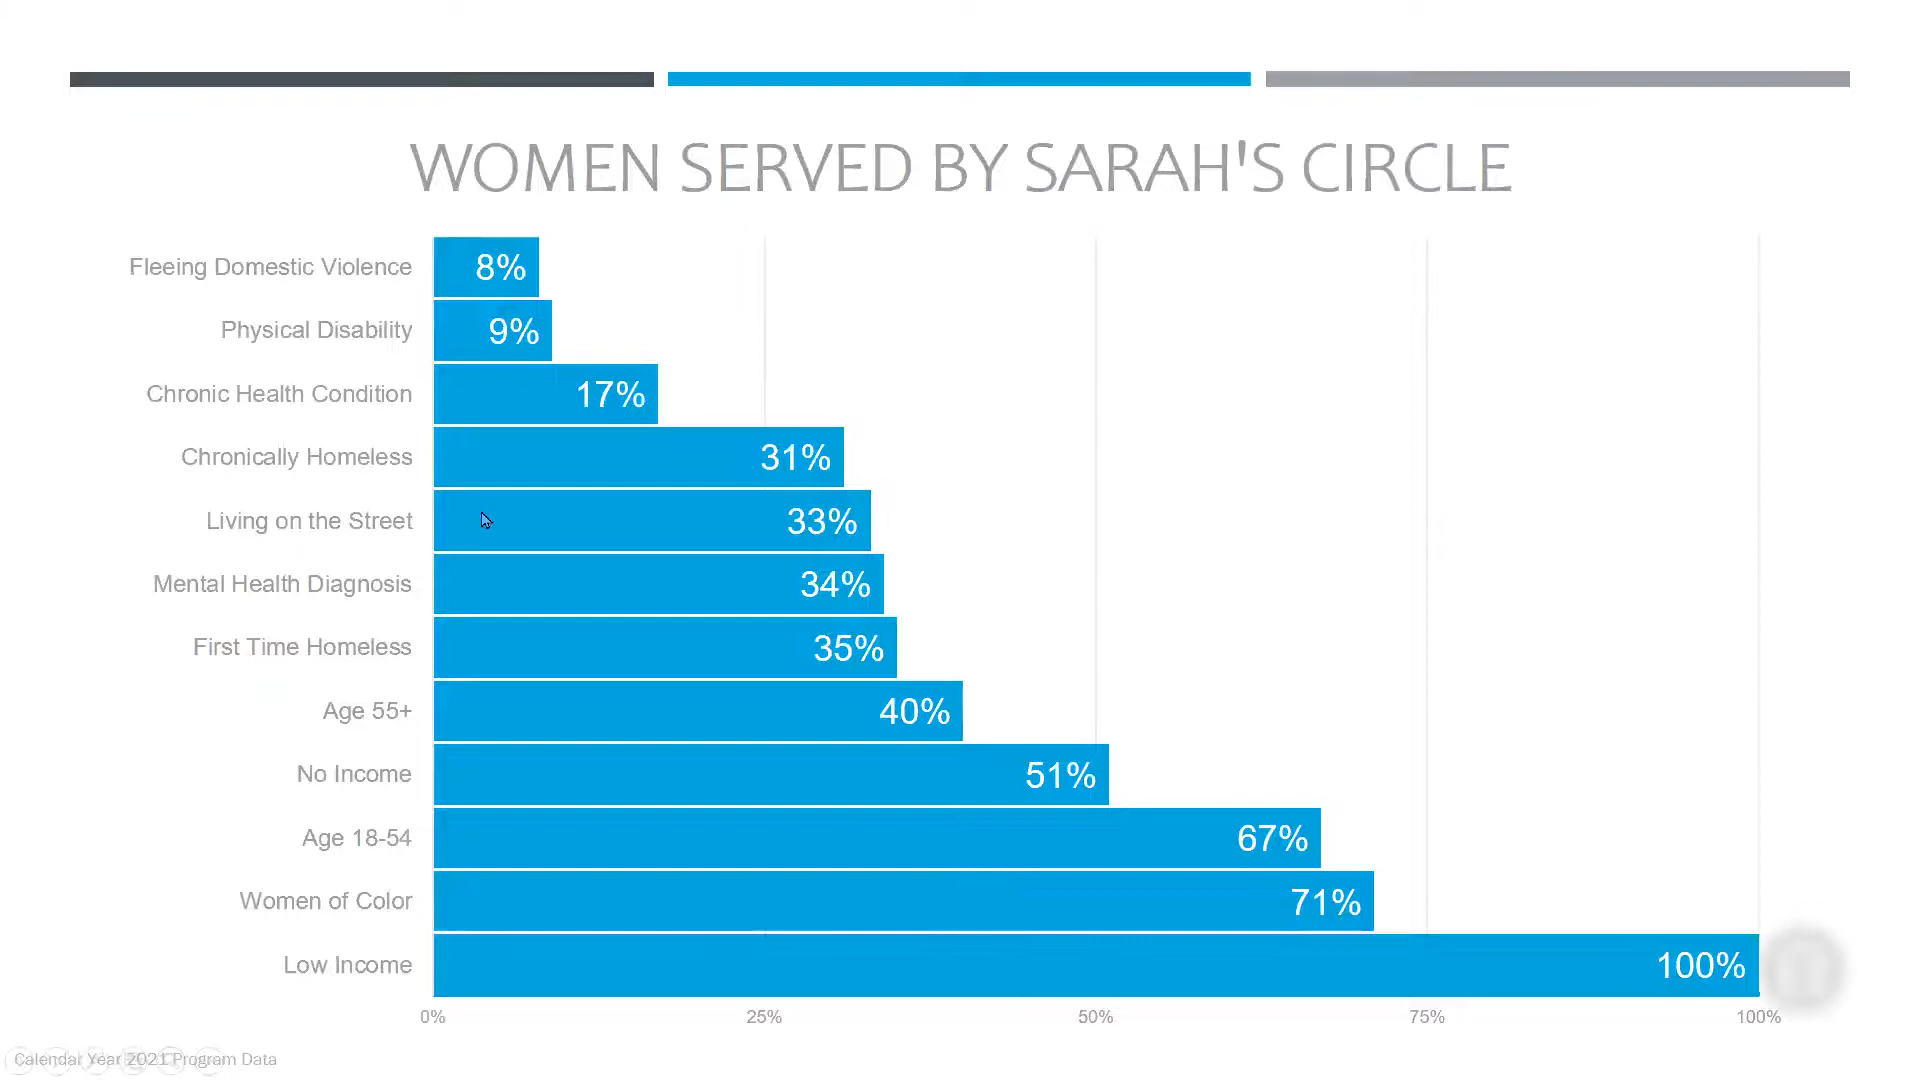 WOMEN SERVED BY SARAH'S CIRCLE
Fleeing Domestic Violence 8%
Physical Disability 9%
Chronic Health Condition 17%
Chronically Homeless 31%
Living on the Street 33%
Mental Health Diagnosis 34%
First Time Homeless 35%
Age 55+ 40%
No Income 51%
Age 18-54 67%
Women of Color 71%
Low Income 100%
0% 25% 50% 75% 100%
Calendar Year 2021 Program Data